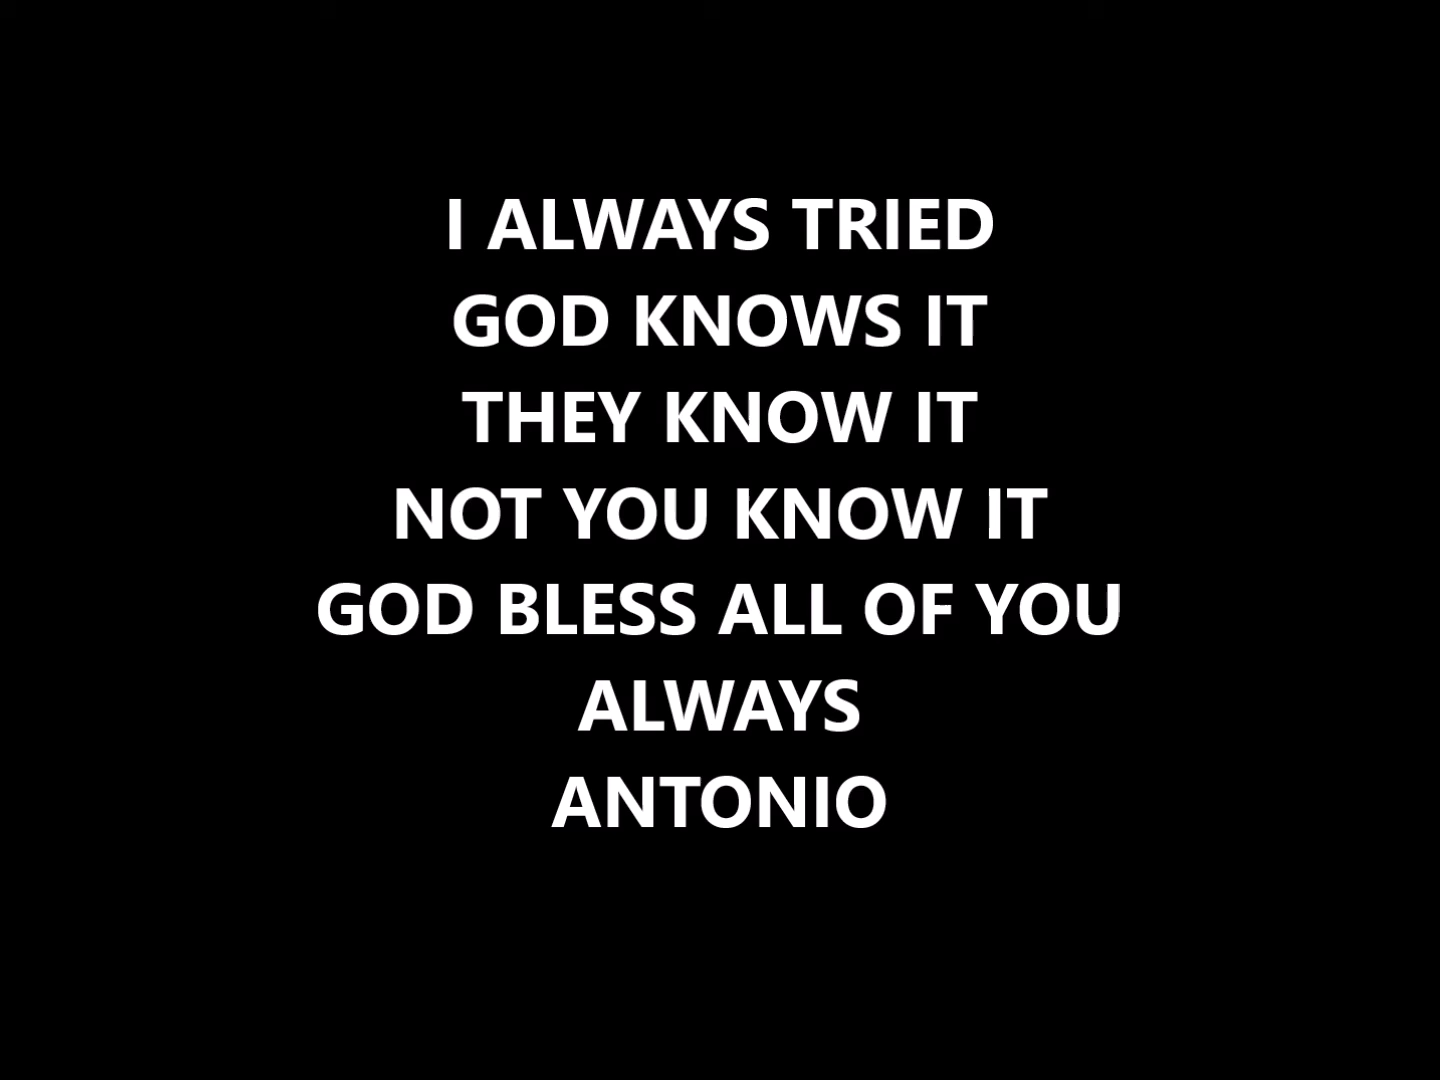 I ALWAYS TRIED
GOD KNOWS IT
THEY KNOW IT
NOT YOU KNOW IT
GOD BLESS ALL OF YOU
ALWAYS
ANTONIO